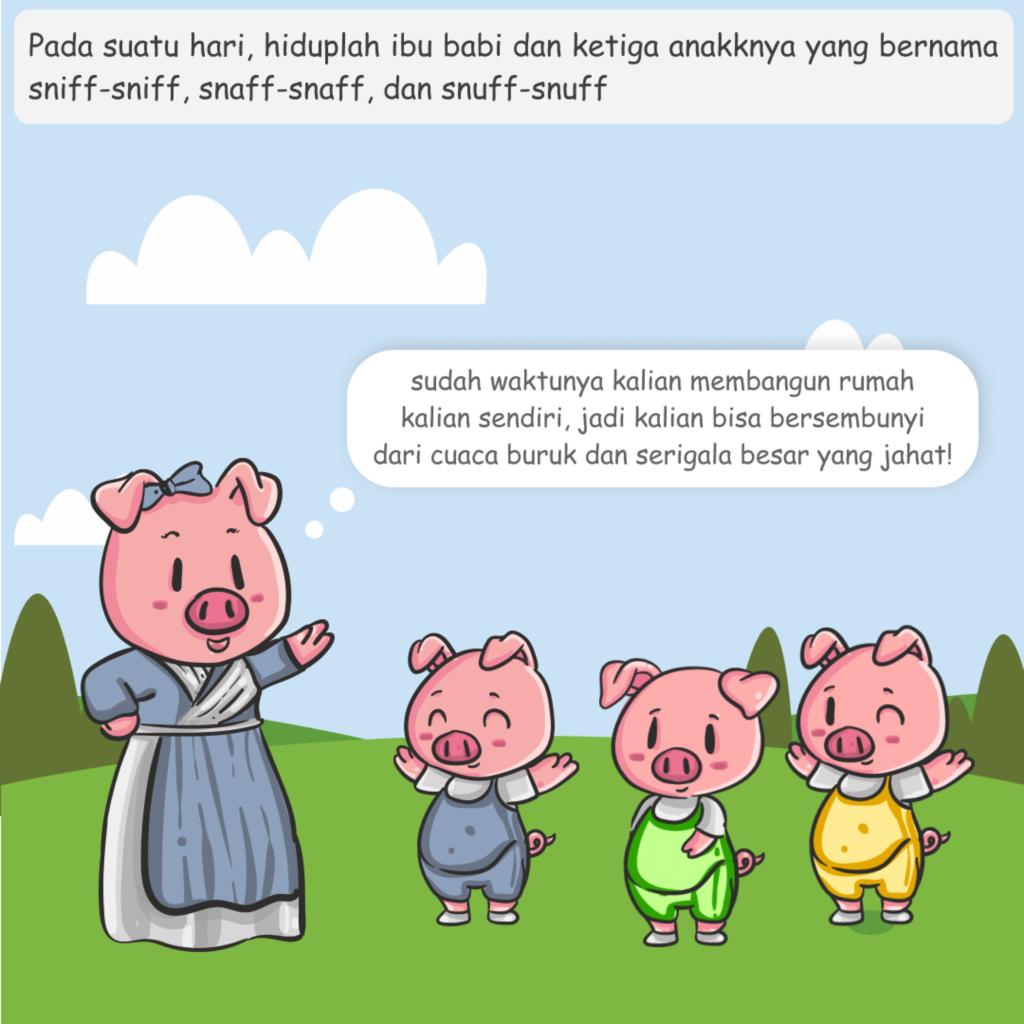 Pada suatu hari, hiduplah ibu babi dan ketiga anakknya yang bernama
sniff-sniff, snaff-snaff, dan snuff-snuff
sudah waktunya kalian membangun rumah
kalian sendiri, jadi kalian bisa bersembunyi
dari cuaca buruk dan serigala besar yang jahat!